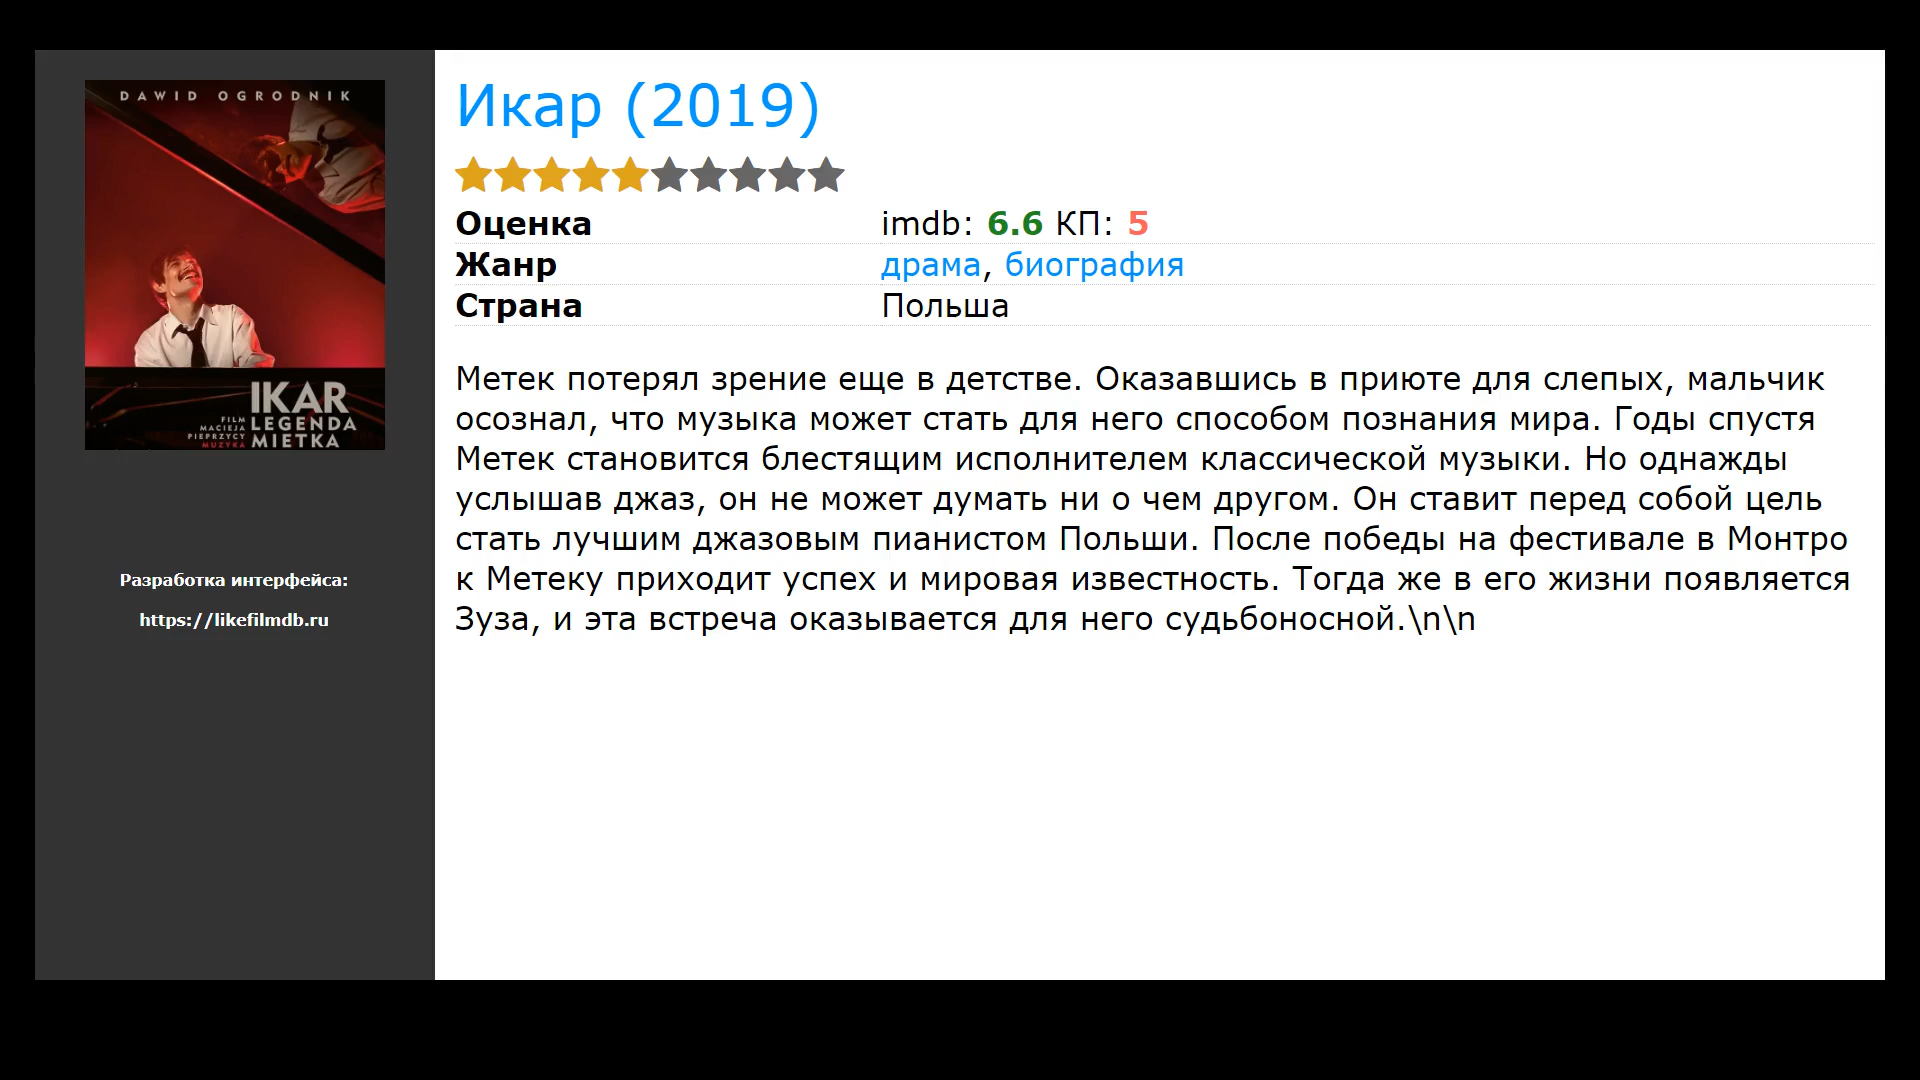 DAWID OGRODNIK
IKAR
LEGENDA
MIETKA
FILM
MACIEJA
PIEPRZYCY
MUZYKA
Разработка интерфейса:
https://likefilmdb.ru
Икар (2019)
Оценка imdb: 6.6 КП: 5
Жанр драма, биография
Страна Польша
Метек потерял зрение еще в детстве. Оказавшись в приюте для слепых, мальчик
осознал, что музыка может стать для него способом познания мира. Годы спустя
Метек становится блестящим исполнителем классической музыки. Но однажды
услышав джаз, он не может думать ни о чем другом. Он ставит перед собой цель
стать лучшим джазовым пианистом Польши. После победы на фестивале в Монтро
к Метеку приходит успех и мировая известность. Тогда же в его жизни появляется
Зуза, и эта встреча оказывается для него судьбоносной.\n\n